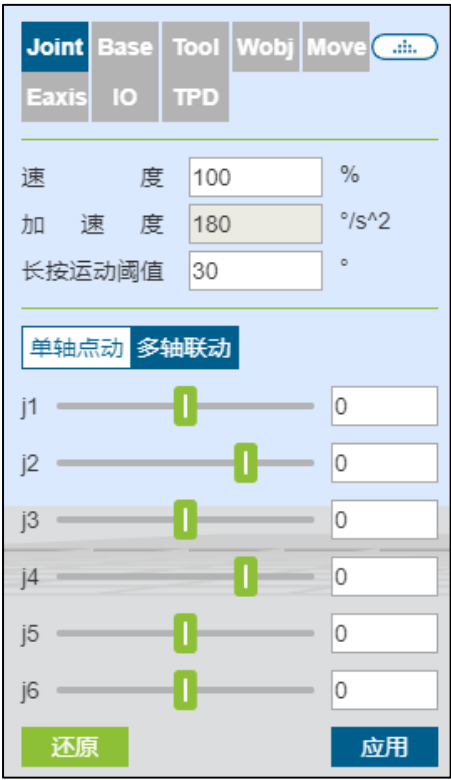 Joint Base Tool Wobj Move
Eaxis IO TPD
速 度 100 %
加 速 度 180 °/s^2
长按运动阈值 30 °
单轴点动 多轴联动
j1 0
j2 0
j3 0
j4 0
j5 0
j6 0
还原 应用